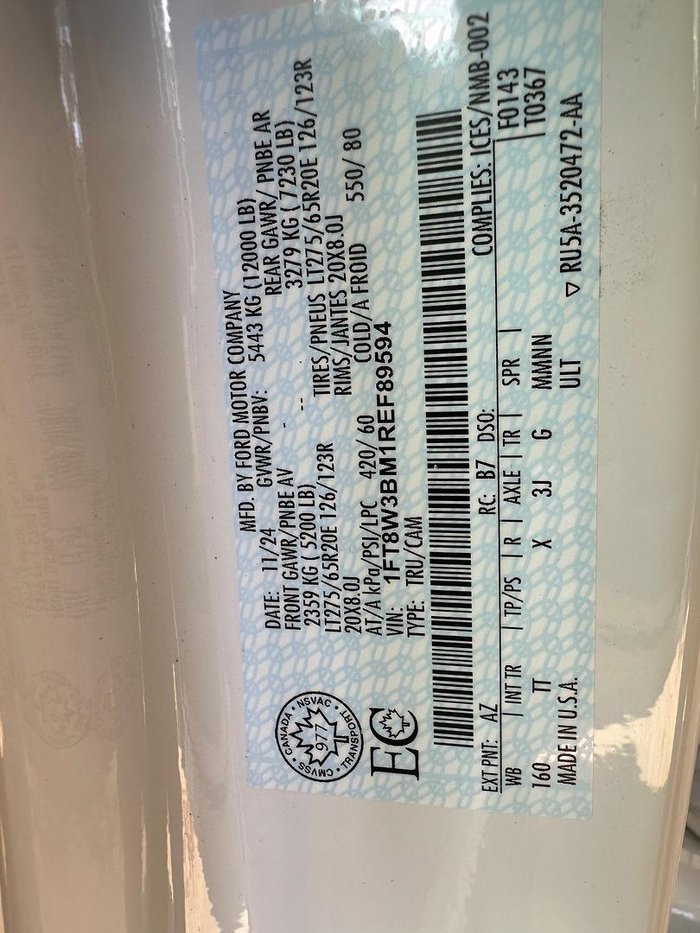 MFD. BY FORD MOTOR COMPANY
DATE: 11/24 GVWR/PNBV: 5443 KG (12000 LB)
FRONT GAWR/PNBE AV - REAR GAWR/ PNBE AR
2359 KG ( 5200 LB) -- 3279 KG ( 7230 LB)
LT275/65R20E 126/123R TIRES/PNEUS LT275/65R20E 126/123R
20X8.0J RIMS/JANTES 20X8.0J
AT/A kPa/PSI/LPC 420/ 60 COLD/A FROID 550/ 80
VIN: 1FT8W3BM1REF89594
TYPE: TRU/CAM
CANADA • NSVAC • TRANSPORT • CMVSS •
977
EC
COMPLIES: ICES/NMB-002
EXT PNT: AZ RC: B7 DSO: F0143
WB | INT TR | TP/PS | R | AXLE | TR | SPR | T0367
160 TT X 3J G MMMNN
MADE IN U.S.A. ULT ▽ RU5A-3520472-AA